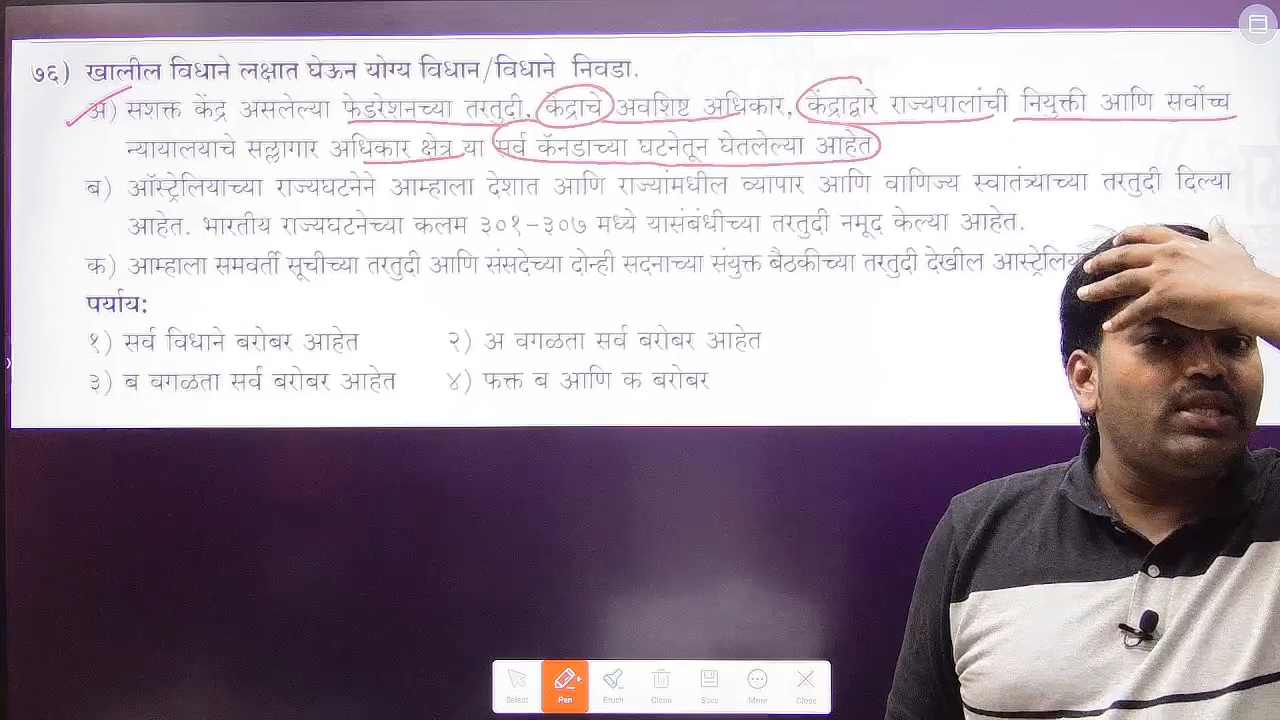 ७६) खालील विधाने लक्षात घेऊन योग्य विधान/विधाने निवडा.
अ) सशक्त केंद्र असलेल्या फेडरेशनच्या तरतुदी, केंद्राचे अवशिष्ट अधिकार, केंद्राद्वारे राज्यपालांची नियुक्ती आणि सर्वोच्च
न्यायालयाचे सल्लागार अधिकार क्षेत्र या सर्व कॅनडाच्या घटनेतून घेतलेल्या आहेत
ब) ऑस्ट्रेलियाच्या राज्यघटनेने आम्हाला देशात आणि राज्यांमधील व्यापार आणि वाणिज्य स्वातंत्र्याच्या तरतुदी दिल्या
आहेत. भारतीय राज्यघटनेच्या कलम ३०१-३०७ मध्ये यासंबंधीच्या तरतुदी नमूद केल्या आहेत.
क) आम्हाला समवर्ती सूचीच्या तरतुदी आणि संसदेच्या दोन्ही सदनाच्या संयुक्त बैठकीच्या तरतुदी देखील
पर्याय:
१) सर्व विधाने बरोबर आहेत २) अ वगळता सर्व बरोबर आहेत
३) ब वगळता सर्व बरोबर आहेत ४) फक्त ब आणि क बरोबर
Select Pen Brush Clean Save More Close